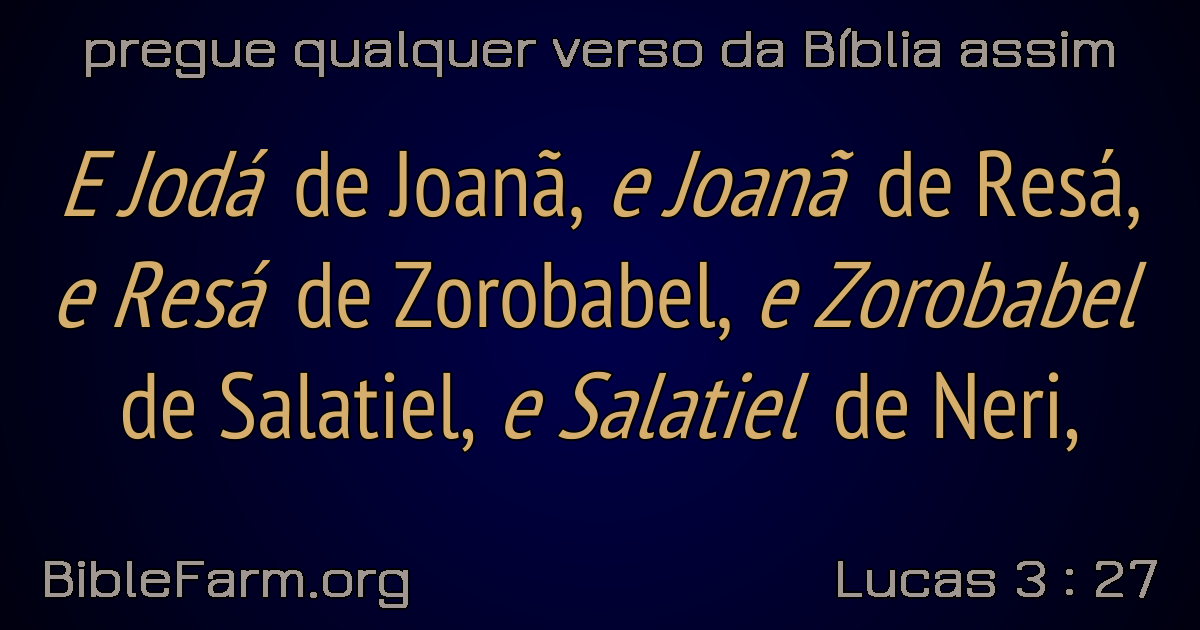 pregue qualquer verso da Bíblia assim
E Jodá de Joanã, e Joanã de Resá,
e Resá de Zorobabel, e Zorobabel
de Salatiel, e Salatiel de Neri,
BibleFarm.org
Lucas 3 : 27